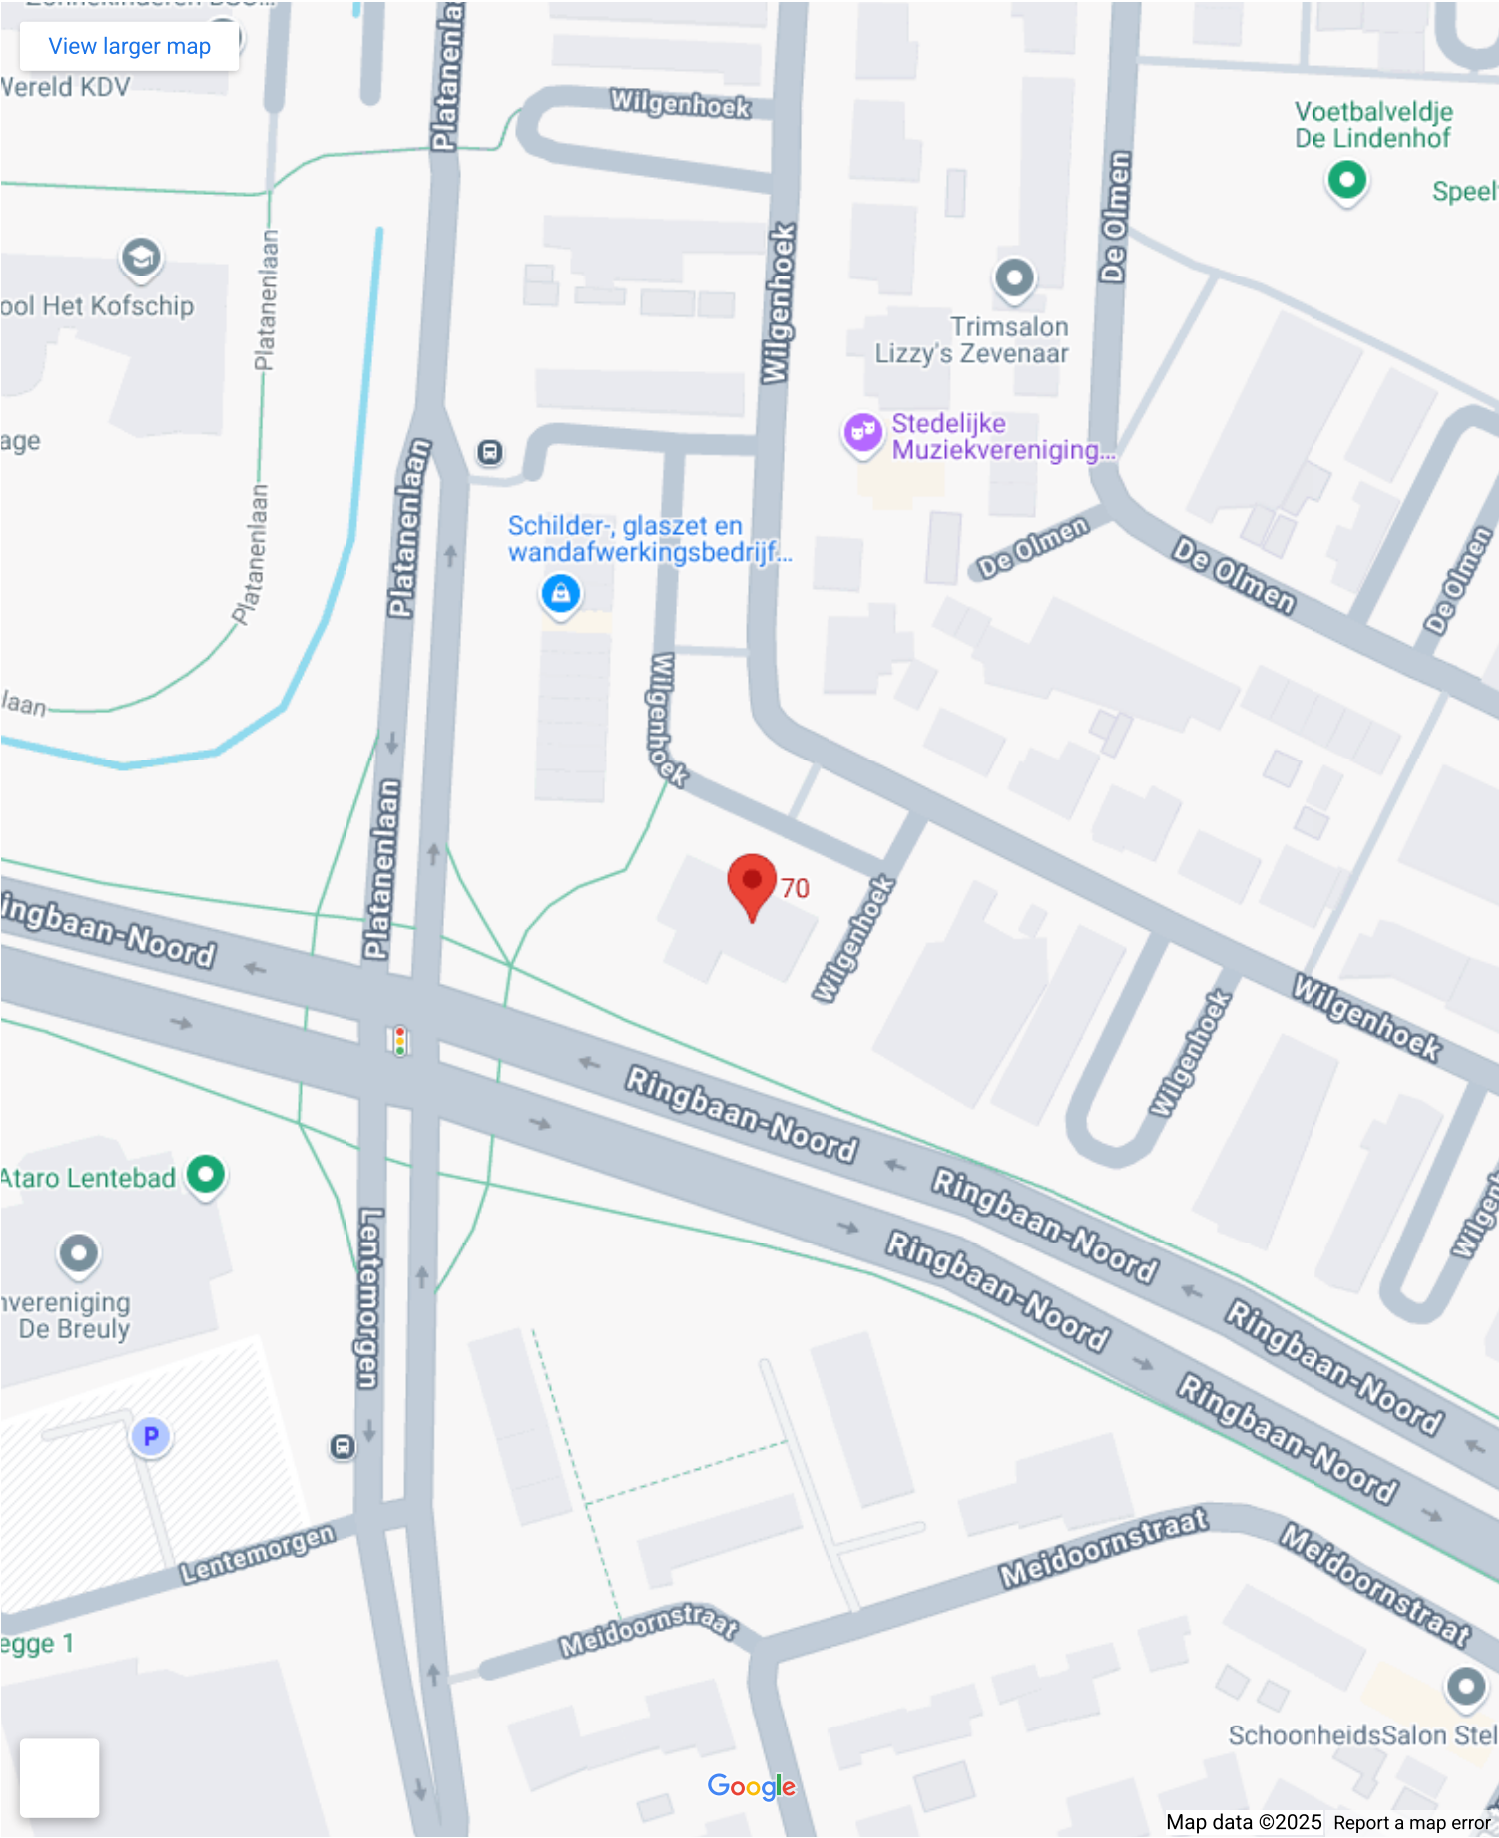 View larger map
Wereld KDV
Platanenlaan
Wilgenhoek
Voetbalveldje
De Lindenhof
De Olmen
Wilgenhoek
Platanenlaan
ool Het Kofschip
Trimsalon
Lizzy's Zevenaar
age
Stedelijke
Muziekvereniging...
Platanenlaan
Platanenlaan
Schilder-, glaszet en
wandafwerkingsbedrijf...
De Olmen
De Olmen
De Olmen
laan
Wilgenhoek
Platanenlaan
70
Wilgenhoek
ingbaan-Noord
Wilgenhoek
Wilgenhoek
Ringbaan-Noord
Ataro Lentebad
Ringbaan-Noord
Ringbaan-Noord
Lentemorgen
nvereniging
De Breuly
Ringbaan-Noord
Ringbaan-Noord
P
Lentemorgen
Meidoornstraat
Meidoornstraat
Meidoornstraat
egge 1
SchoonheidsSalon Stel
Google
Map data ©2025
Report a map error